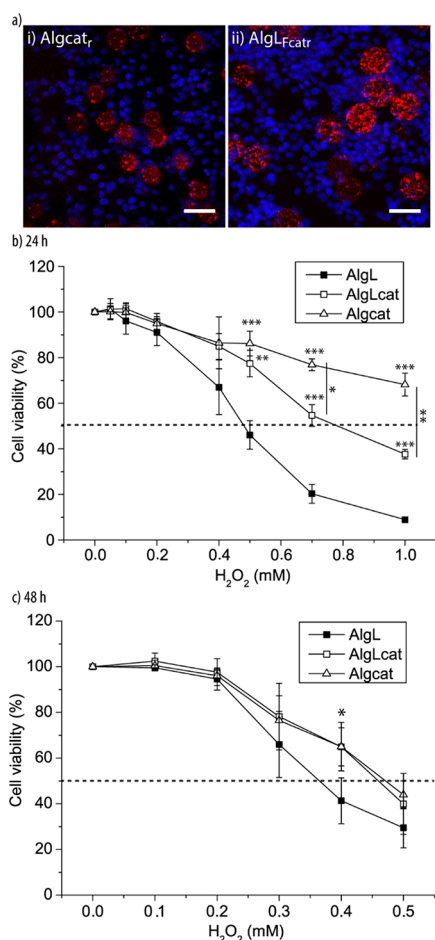 a)
i) Algcatr
ii) AlgLFcatr
b) 24 h
AlgL
AlgLcat
Algcat
120
100
80
60
40
20
0
Cell viability (%)
***
**
***
***
*
***
***
**
0.0 0.2 0.4 0.6 0.8 1.0
H2O2 (mM)
c) 48 h
AlgL
AlgLcat
Algcat
120
100
80
60
40
20
0
Cell viability (%)
*
0.0 0.1 0.2 0.3 0.4 0.5
H2O2 (mM)